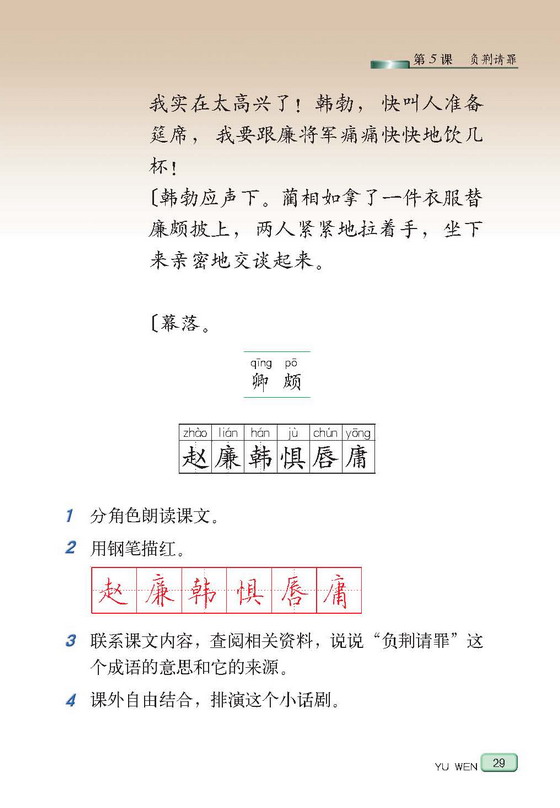 第5课 负荆请罪
我实在太高兴了！韩勃，快叫人准备
筵席，我要跟廉将军痛痛快快地饮几
杯！
〔韩勃应声下。蔺相如拿了一件衣服替
廉颇披上，两人紧紧地拉着手，坐下
来亲密地交谈起来。
〔幕落。
qīng pō
卿 颇
zhào lián hán jù chún yōng
赵 廉 韩 惧 唇 庸
1 分角色朗读课文。
2 用钢笔描红。
赵 廉 韩 惧 唇 庸
3 联系课文内容，查阅相关资料，说说“负荆请罪”这
个成语的意思和它的来源。
4 课外自由结合，排演这个小话剧。
YU WEN 29